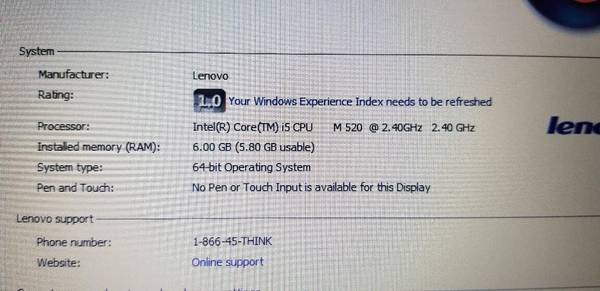 System
Manufacturer: Lenovo
Rating: 1.0 Your Windows Experience Index needs to be refreshed
Processor: Intel(R) Core(TM) i5 CPU M 520 @ 2.40GHz 2.40 GHz
lenc
Installed memory (RAM): 6.00 GB (5.80 GB usable)
System type: 64-bit Operating System
Pen and Touch: No Pen or Touch Input is available for this Display
Lenovo support
Phone number: 1-866-45-THINK
Website: Online support